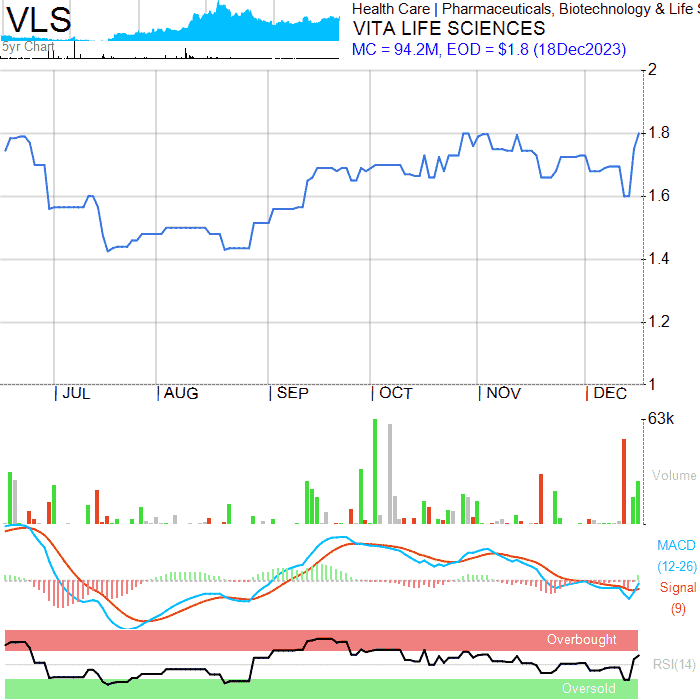 VLS
5yr Chart
Health Care | Pharmaceuticals, Biotechnology & Life S
VITA LIFE SCIENCES
MC = 94.2M, EOD = $1.8 (18Dec2023)
2
1.8
1.6
1.4
1.2
1
| JUL | AUG | SEP | OCT | NOV | DEC
63k
Volume
MACD
(12-26)
Signal
(9)
Overbought
RSI(14)
Oversold